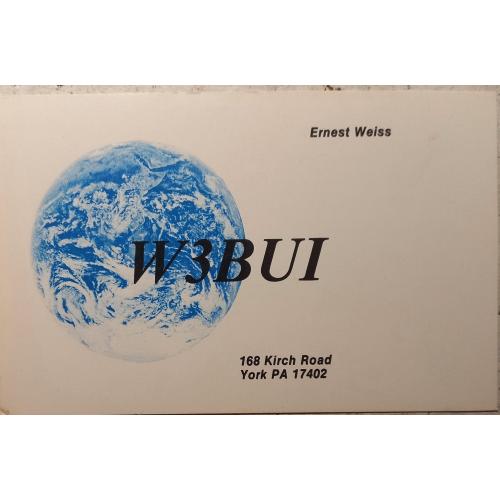 Ernest Weiss
W3BUI
168 Kirch Road
York PA 17402